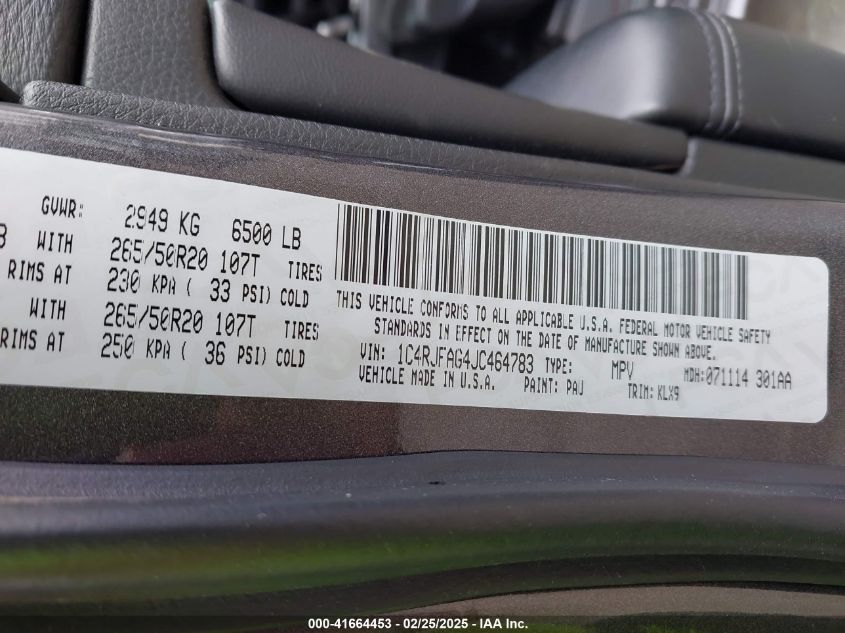 GVWR: 2949 KG 6500 LB
WITH 265/50R20 107T TIRES
RIMS AT 230 KPA ( 33 PSI) COLD
WITH 265/50R20 107T TIRES
RIMS AT 250 KPA ( 36 PSI) COLD
THIS VEHICLE CONFORMS TO ALL APPLICABLE U.S.A. FEDERAL MOTOR VEHICLE SAFETY
STANDARDS IN EFFECT ON THE DATE OF MANUFACTURE SHOWN ABOVE.
VIN: 1C4RJFAG4JC464783 TYPE: MPV MDH:071114 301AA
VEHICLE MADE IN U.S.A. PAINT: PAJ TRIM: KLX9
000-41664453 - 02/25/2025 - IAA Inc.